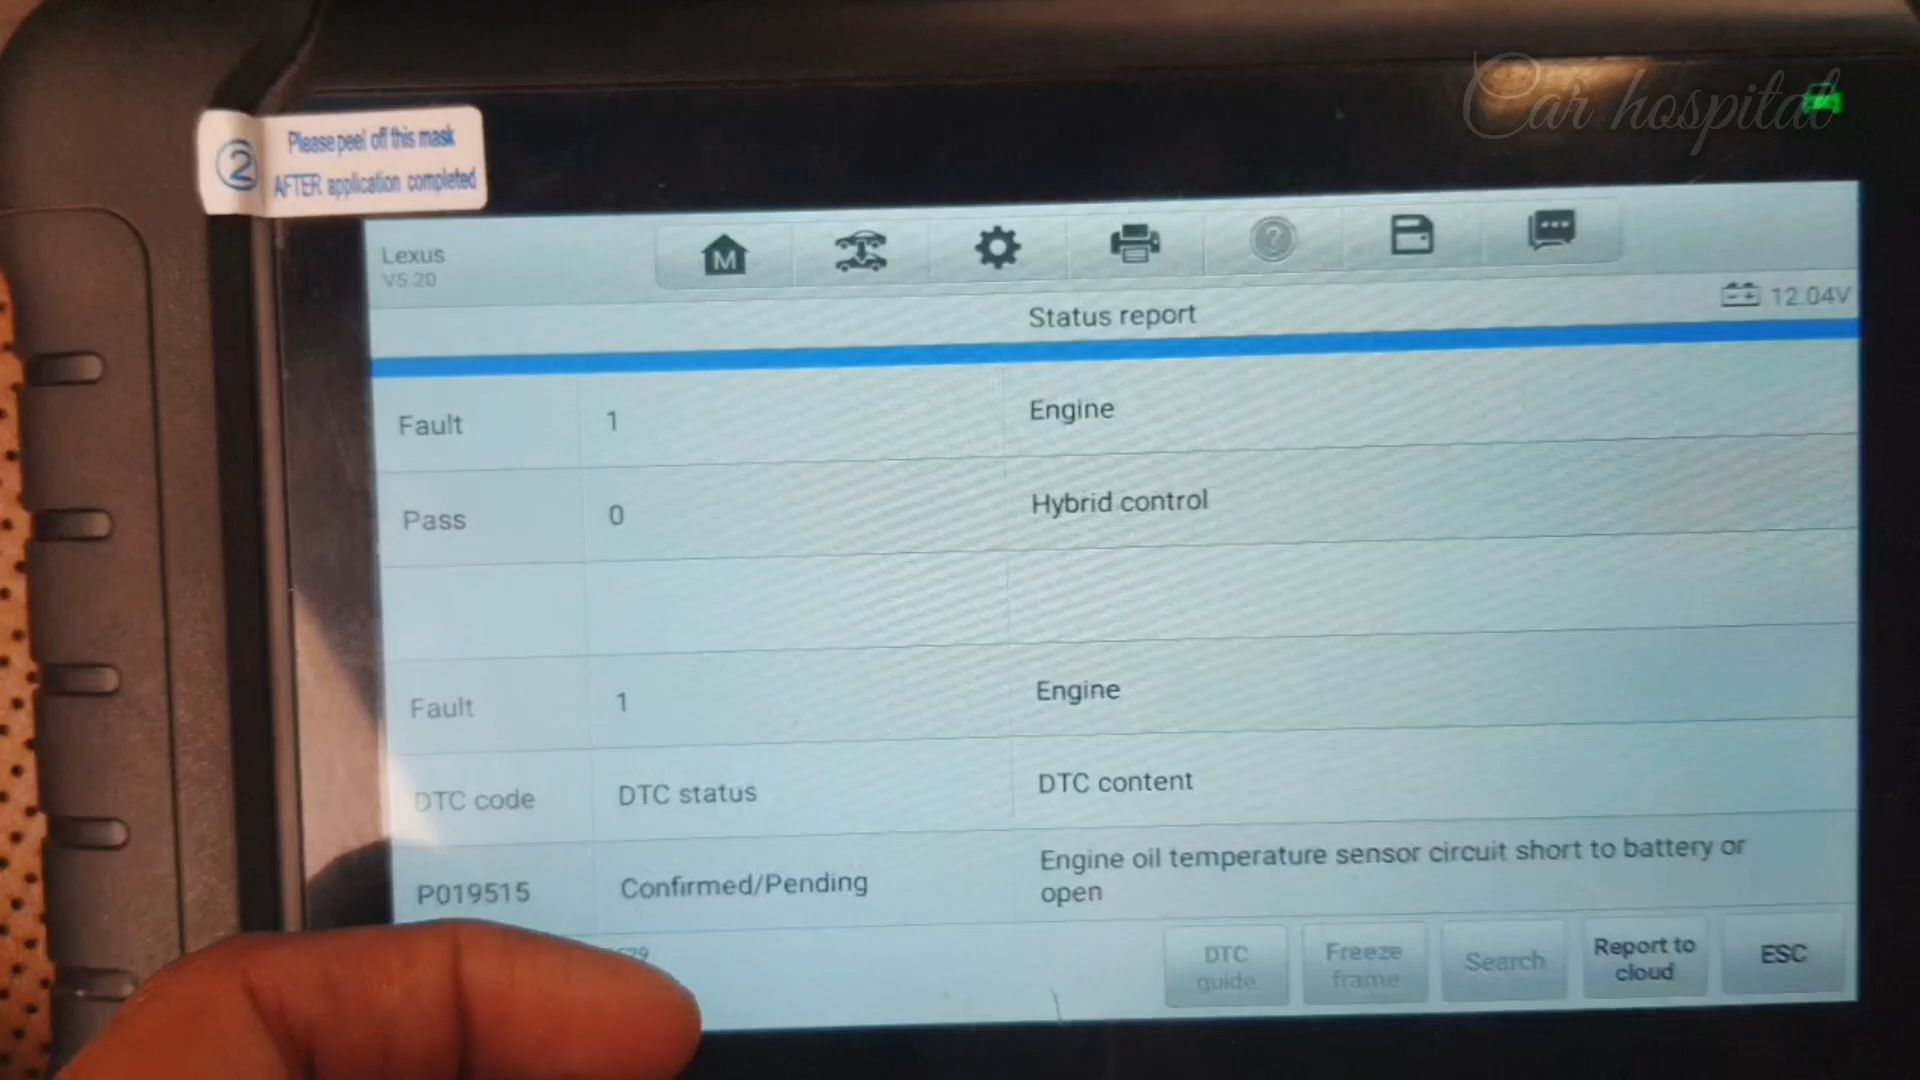 Car hospital
② Please peel off this mask
AFTER application completed
Lexus
V5.20
M
?
12.04V
Status report
Fault 1 Engine
Pass 0 Hybrid control
Fault 1 Engine
DTC code DTC status DTC content
P019515 Confirmed/Pending Engine oil temperature sensor circuit short to battery or
open
DTC
guide
Freeze
frame
Search
Report to
cloud
ESC